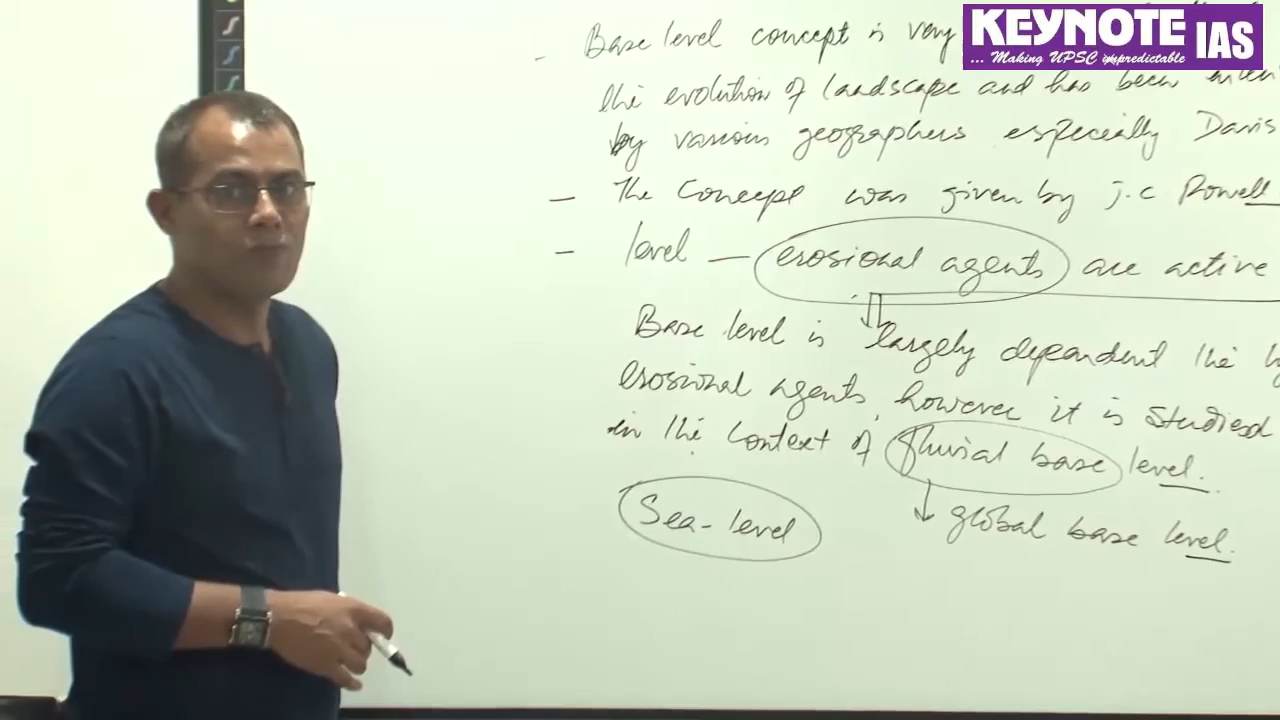 KEYNOTE IAS
... Making UPSC impredictable
- Base level concept is very
the evolution of landscape and has been
by various geographers especially Davis
- The Concept was given by J.C Powell
- level - erosional agents are active
Base level is largely dependent the
erosional agents, however it is studied
in the context of fluvial base level.
Sea-level
global base level.